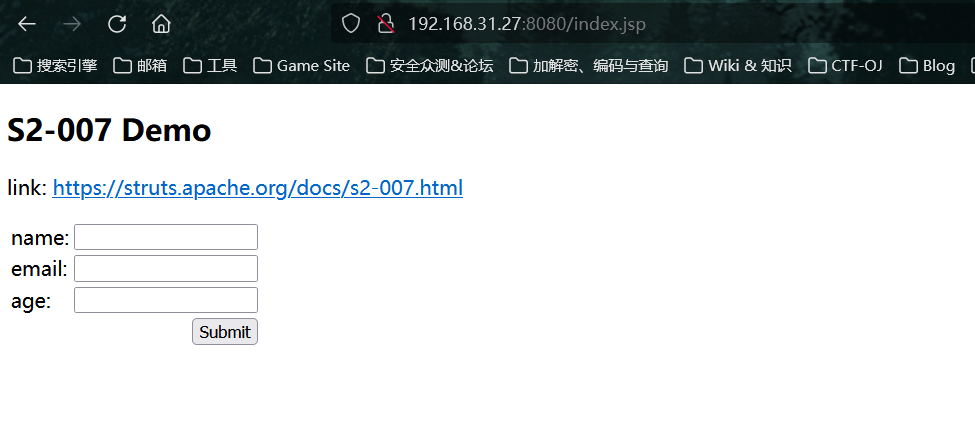 192.168.31.27:8080/index.jsp
搜索引擎 邮箱 工具 Game Site 安全众测&论坛 加解密、编码与查询 Wiki & 知识 CTF-OJ Blog
S2-007 Demo
link: https://struts.apache.org/docs/s2-007.html
name:
email:
age:
Submit